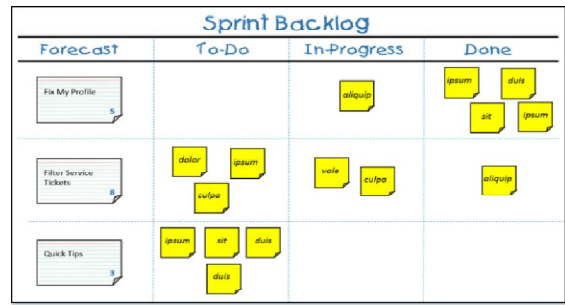 Sprint Backlog
Forecast To-Do In-Progress Done
Fix My Profile
5
aliquip
ipsum duis
sit ipsum
Filter Service
Tickets
8
dolor ipsum
culpa
vale culpa
aliquip
Quick Tips
3
ipsum sit duis
duis